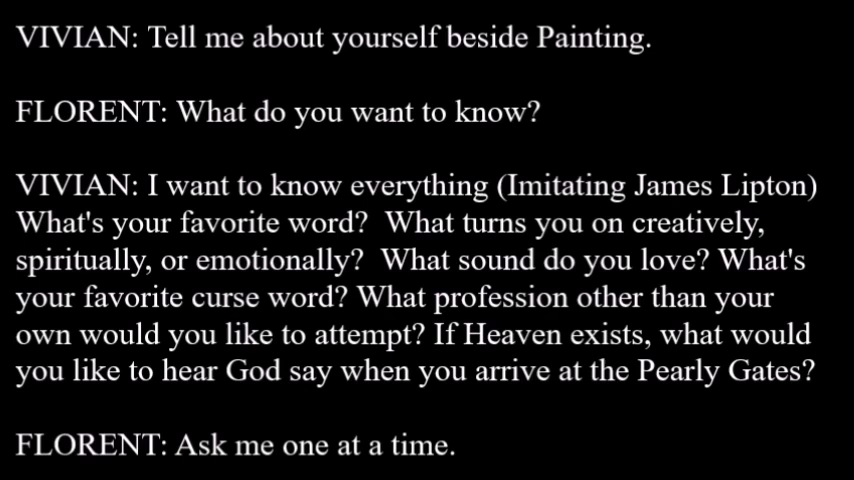 VIVIAN: Tell me about yourself beside Painting.
FLORENT: What do you want to know?
VIVIAN: I want to know everything (Imitating James Lipton)
What's your favorite word?  What turns you on creatively,
spiritually, or emotionally?  What sound do you love? What's
your favorite curse word? What profession other than your
own would you like to attempt? If Heaven exists, what would
you like to hear God say when you arrive at the Pearly Gates?
FLORENT: Ask me one at a time.